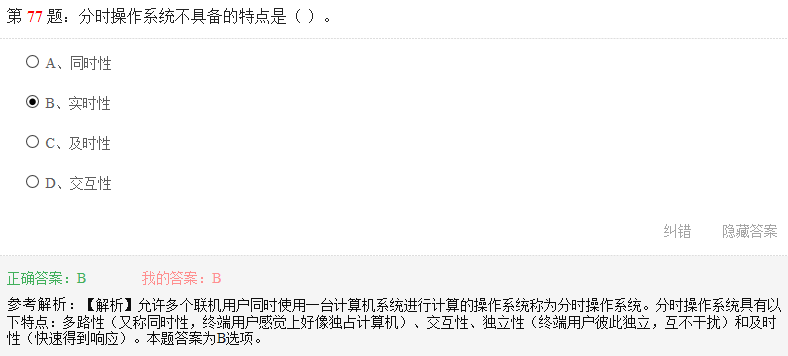 第 77 题：分时操作系统不具备的特点是（ ）。
A、同时性
B、实时性
C、及时性
D、交互性
纠错 隐藏答案
正确答案：B 我的答案：B
参考解析：【解析】允许多个联机用户同时使用一台计算机系统进行计算的操作系统称为分时操作系统。分时操作系统具有以
下特点：多路性（又称同时性，终端用户感觉上好像独占计算机）、交互性、独立性（终端用户彼此独立，互不干扰）和及时
性（快速得到响应）。本题答案为B选项。